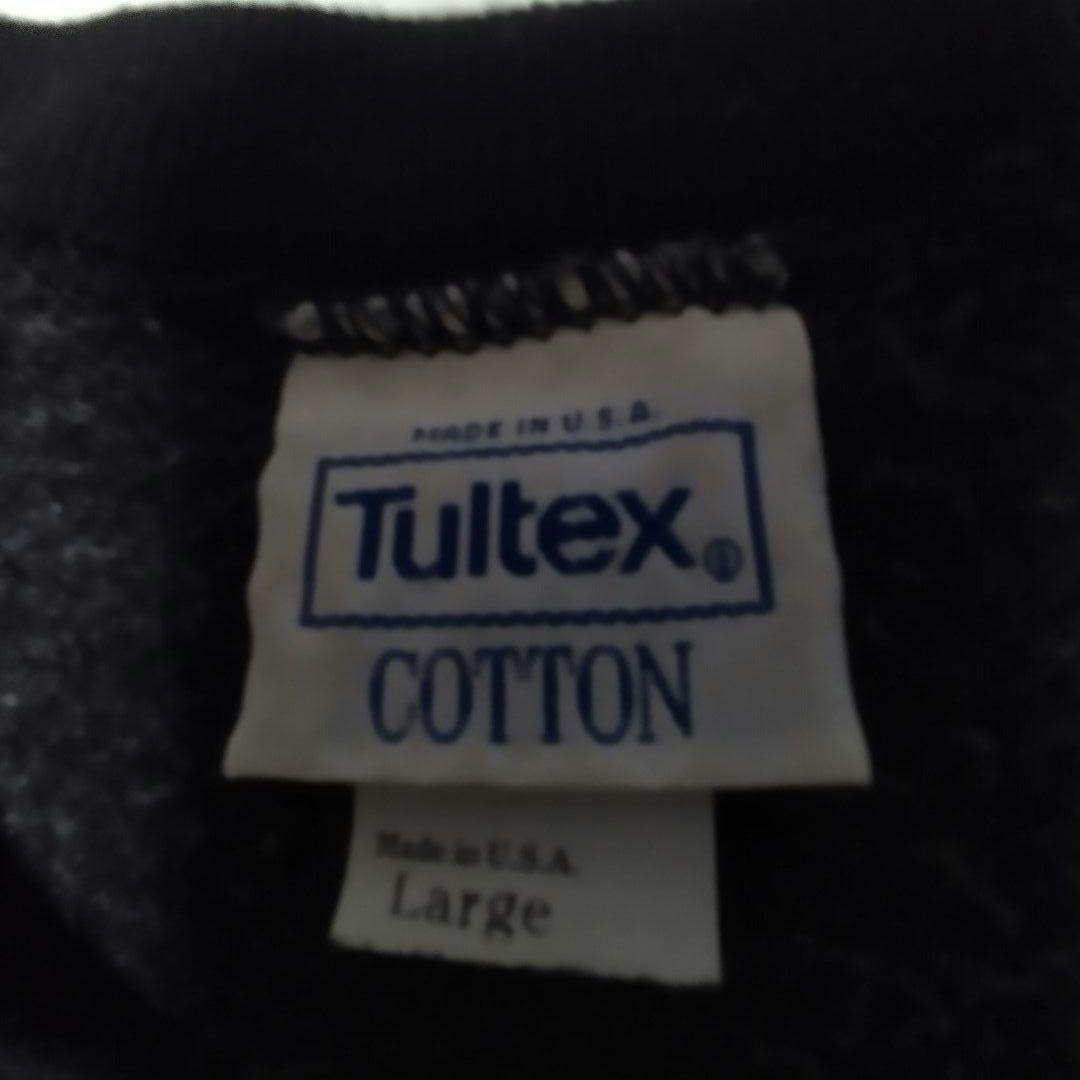 MADE IN U.S.A.
Tultex®
COTTON
Made in U.S.A.
Large